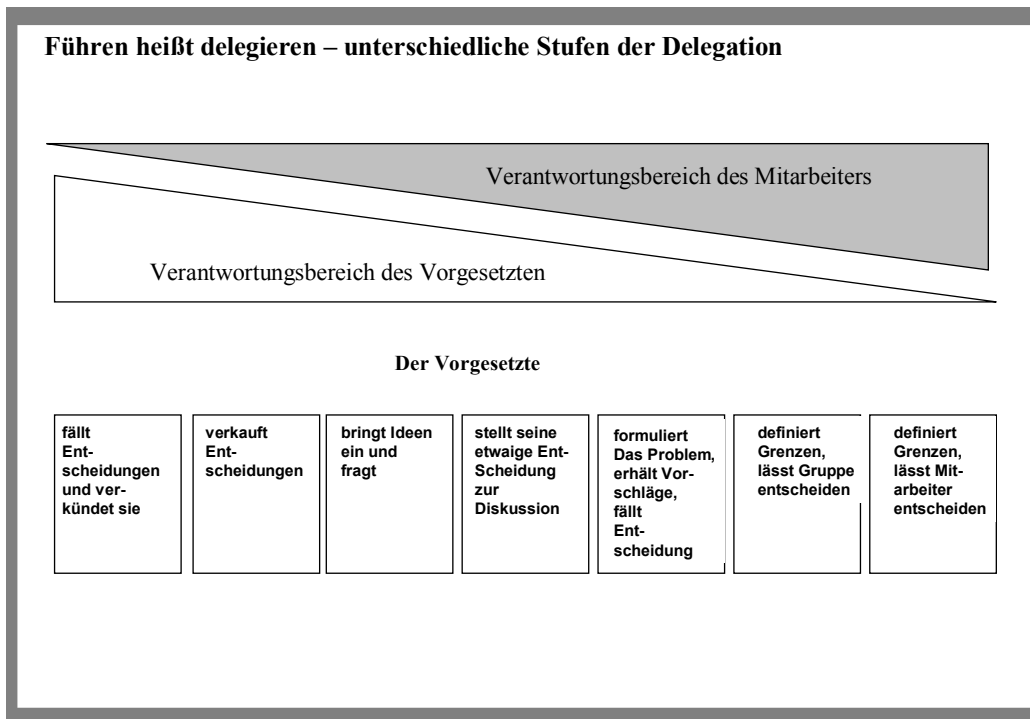 Führen heißt delegieren – unterschiedliche Stufen der Delegation
Verantwortungsbereich des Mitarbeiters
Verantwortungsbereich des Vorgesetzten
Der Vorgesetzte
fällt
Ent-
scheidungen
und ver-
kündet sie
verkauft
Ent-
scheidungen
bringt Ideen
ein und
fragt
stellt seine
etwaige Ent-
Scheidung
zur
Diskussion
formuliert
Das Problem,
erhält Vor-
schläge,
fällt
Ent-
scheidung
definiert
Grenzen,
lässt Gruppe
entscheiden
definiert
Grenzen,
lässt Mit-
arbeiter
entscheiden